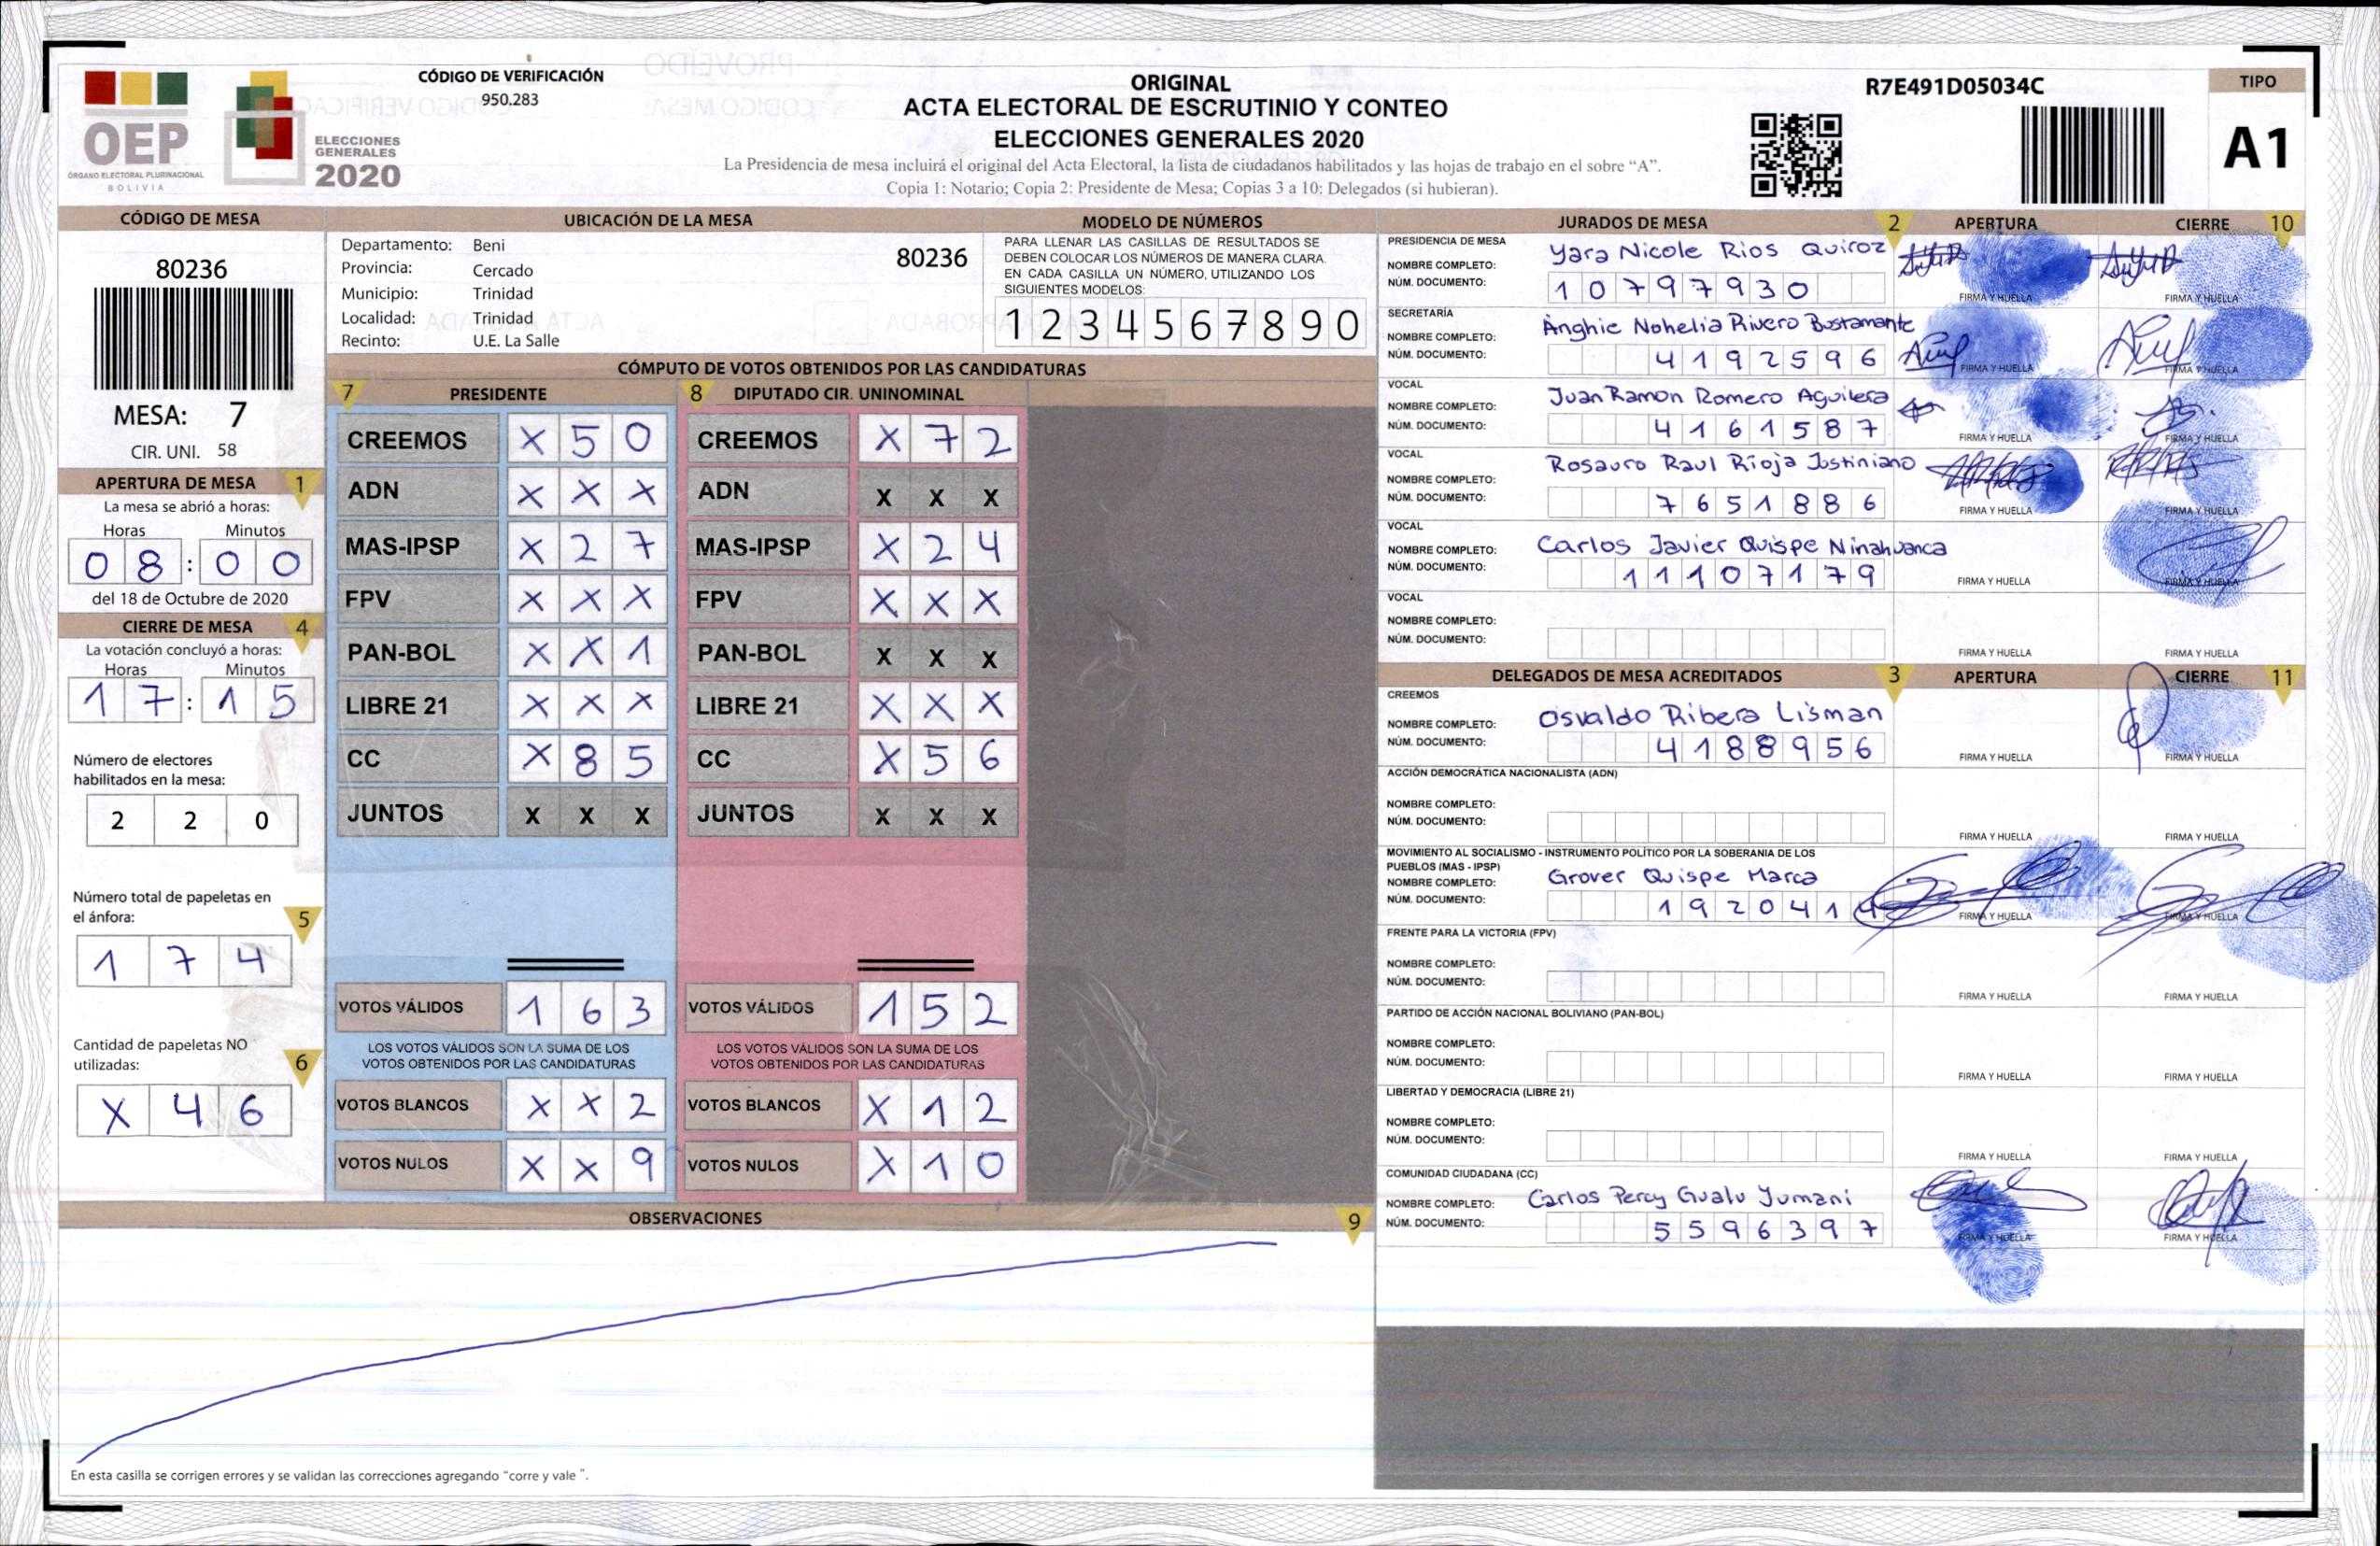 OEP
ÓRGANO ELECTORAL PLURINACIONAL
BOLIVIA
ELECCIONES
GENERALES
2020
CÓDIGO DE VERIFICACIÓN
950.283
ORIGINAL
ACTA ELECTORAL DE ESCRUTINIO Y CONTEO
ELECCIONES GENERALES 2020
La Presidencia de mesa incluirá el original del Acta Electoral, la lista de ciudadanos habilitados y las hojas de trabajo en el sobre “A”.
Copia 1: Notario; Copia 2: Presidente de Mesa; Copias 3 a 10: Delegados (si hubieran).
R7E491D05034C
TIPO
A1
CÓDIGO DE MESA
80236
MESA: 7
CIR. UNI. 58
APERTURA DE MESA 1
La mesa se abrió a horas:
Horas Minutos
0 8 : 0 0
del 18 de Octubre de 2020
CIERRE DE MESA 4
La votación concluyó a horas:
Horas Minutos
1 7 : 1 5
Número de electores
habilitados en la mesa:
2 2 0
Número total de papeletas en
el ánfora: 5
1 7 4
Cantidad de papeletas NO
utilizadas: 6
X 4 6
UBICACIÓN DE LA MESA
Departamento: Beni
80236
Provincia: Cercado
Municipio: Trinidad
Localidad: Trinidad
Recinto: U.E. La Salle
MODELO DE NÚMEROS
PARA LLENAR LAS CASILLAS DE RESULTADOS SE
DEBEN COLOCAR LOS NÚMEROS DE MANERA CLARA.
EN CADA CASILLA UN NÚMERO, UTILIZANDO LOS
SIGUIENTES MODELOS:
1 2 3 4 5 6 7 8 9 0
CÓMPUTO DE VOTOS OBTENIDOS POR LAS CANDIDATURAS
7 PRESIDENTE
CREEMOS X 5 0
ADN X X X
MAS-IPSP X 2 7
FPV X X X
PAN-BOL X X 1
LIBRE 21 X X X
CC X 8 5
JUNTOS X X X
VOTOS VÁLIDOS 1 6 3
LOS VOTOS VÁLIDOS SON LA SUMA DE LOS
VOTOS OBTENIDOS POR LAS CANDIDATURAS
VOTOS BLANCOS X X 2
VOTOS NULOS X X 9
8 DIPUTADO CIR. UNINOMINAL
CREEMOS X 7 2
ADN X X X
MAS-IPSP X 2 4
FPV X X X
PAN-BOL X X X
LIBRE 21 X X X
CC X 5 6
JUNTOS X X X
VOTOS VÁLIDOS 1 5 2
LOS VOTOS VÁLIDOS SON LA SUMA DE LOS
VOTOS OBTENIDOS POR LAS CANDIDATURAS
VOTOS BLANCOS X 1 2
VOTOS NULOS X 1 0
OBSERVACIONES 9
En esta casilla se corrigen errores y se validan las correcciones agregando “corre y vale”.
JURADOS DE MESA 2 APERTURA CIERRE 10
PRESIDENCIA DE MESA
NOMBRE COMPLETO: Yara Nicole Rios Quiroz
NÚM. DOCUMENTO: 1 0 7 9 7 9 3 0
FIRMA Y HUELLA FIRMA Y HUELLA
SECRETARÍA
NOMBRE COMPLETO: Anghie Nohelia Rivero Bustamante
NÚM. DOCUMENTO: 4 1 9 2 5 9 6
FIRMA Y HUELLA FIRMA Y HUELLA
VOCAL
NOMBRE COMPLETO: Juan Ramon Romero Aguilera
NÚM. DOCUMENTO: 4 1 6 1 5 8 7
FIRMA Y HUELLA FIRMA Y HUELLA
VOCAL
NOMBRE COMPLETO: Rosauro Raul Rioja Justiniano
NÚM. DOCUMENTO: 7 6 5 1 8 8 6
FIRMA Y HUELLA FIRMA Y HUELLA
VOCAL
NOMBRE COMPLETO: Carlos Javier Quispe Ninahuanca
NÚM. DOCUMENTO: 1 1 1 0 7 1 7 9
FIRMA Y HUELLA FIRMA Y HUELLA
VOCAL
NOMBRE COMPLETO:
NÚM. DOCUMENTO:
FIRMA Y HUELLA FIRMA Y HUELLA
DELEGADOS DE MESA ACREDITADOS 3 APERTURA CIERRE 11
CREEMOS
NOMBRE COMPLETO: Osvaldo Ribera Lisman
NÚM. DOCUMENTO: 4 1 8 8 9 5 6
FIRMA Y HUELLA FIRMA Y HUELLA
ACCIÓN DEMOCRÁTICA NACIONALISTA (ADN)
NOMBRE COMPLETO:
NÚM. DOCUMENTO:
FIRMA Y HUELLA FIRMA Y HUELLA
MOVIMIENTO AL SOCIALISMO - INSTRUMENTO POLÍTICO POR LA SOBERANIA DE LOS
PUEBLOS (MAS - IPSP)
NOMBRE COMPLETO: Grover Quispe Marca
NÚM. DOCUMENTO: 1 9 2 0 4 1 4
FIRMA Y HUELLA FIRMA Y HUELLA
FRENTE PARA LA VICTORIA (FPV)
NOMBRE COMPLETO:
NÚM. DOCUMENTO:
FIRMA Y HUELLA FIRMA Y HUELLA
PARTIDO DE ACCIÓN NACIONAL BOLIVIANO (PAN-BOL)
NOMBRE COMPLETO:
NÚM. DOCUMENTO:
FIRMA Y HUELLA FIRMA Y HUELLA
LIBERTAD Y DEMOCRACIA (LIBRE 21)
NOMBRE COMPLETO:
NÚM. DOCUMENTO:
FIRMA Y HUELLA FIRMA Y HUELLA
COMUNIDAD CIUDADANA (CC)
NOMBRE COMPLETO: Carlos Percy Gualu Yumani
NÚM. DOCUMENTO: 5 5 9 6 3 9 7
FIRMA Y HUELLA FIRMA Y HUELLA